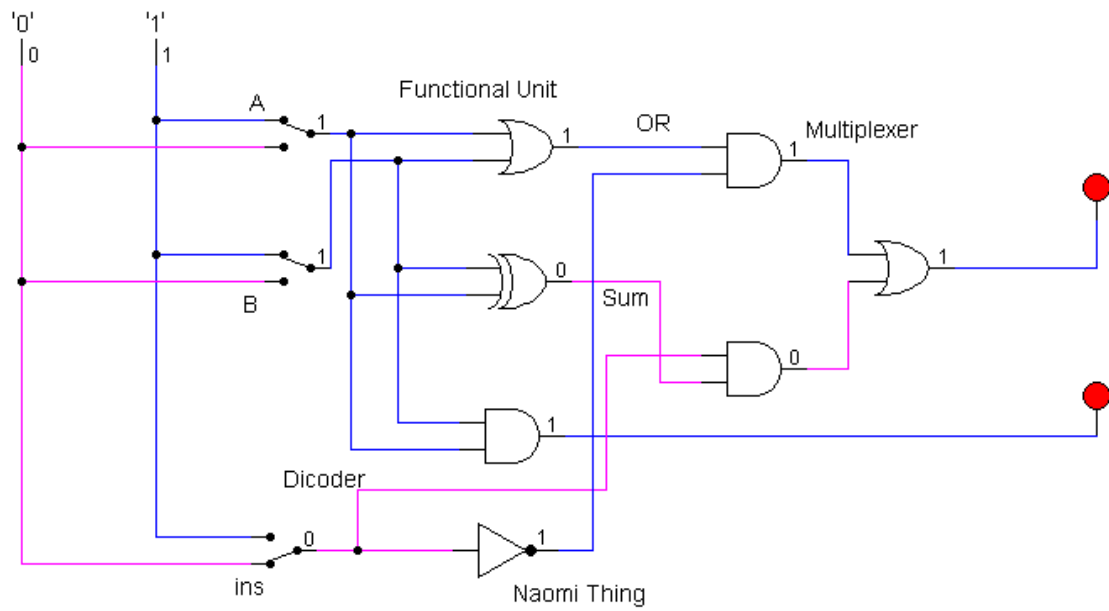 '0' '1'
0 1
Functional Unit
A
1
1
OR
Multiplexer
1
1
B
0
Sum
1
0
1
Dicoder
0
1
ins
Naomi Thing